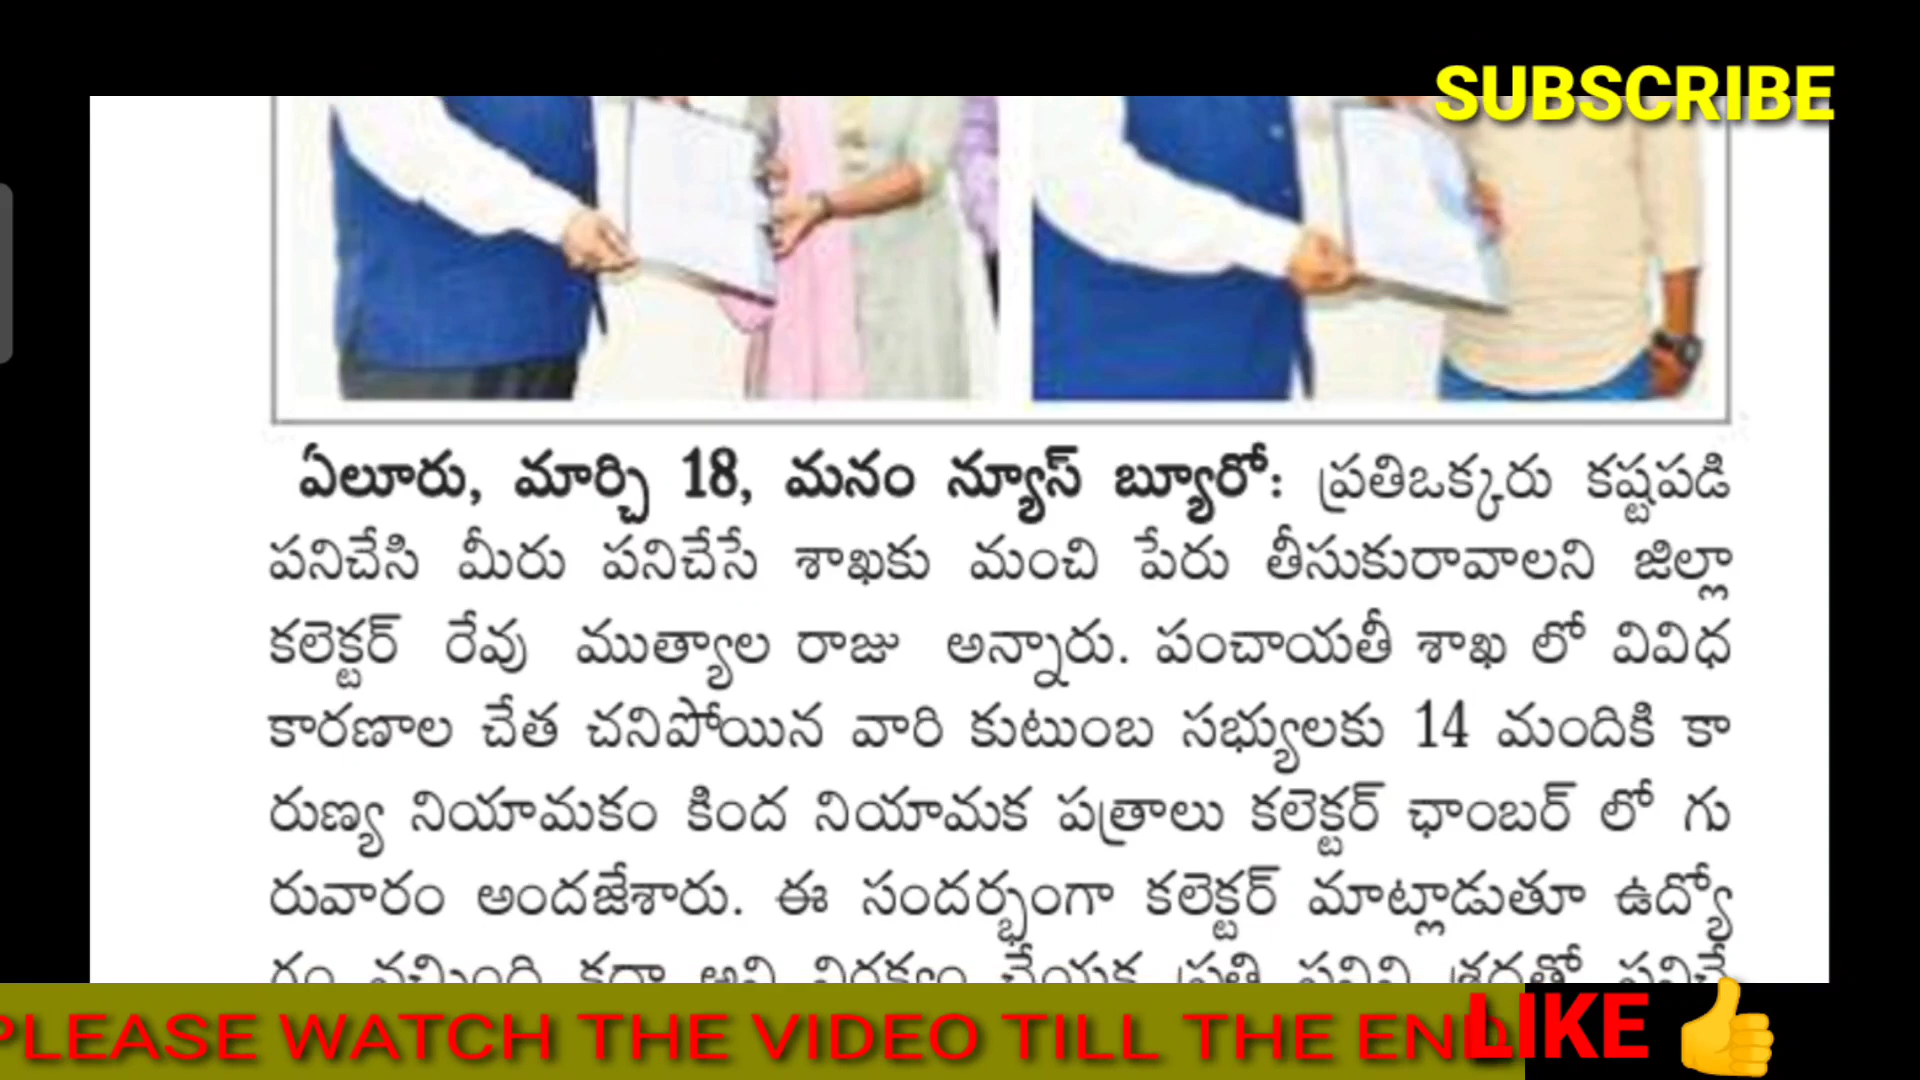 SUBSCRIBE
ఏలూరు, మార్చి 18, మనం న్యూస్ బ్యూరో: ప్రతిఒక్కరు కష్టపడి
పనిచేసి మీరు పనిచేసే శాఖకు మంచి పేరు తీసుకురావాలని జిల్లా
కలెక్టర్ రేవు ముత్యాల రాజు అన్నారు. పంచాయతీ శాఖ లో వివిధ
కారణాల చేత చనిపోయిన వారి కుటుంబ సభ్యులకు 14 మందికి కా
రుణ్య నియామకం కింద నియామక పత్రాలు కలెక్టర్ ఛాంబర్ లో గు
రువారం అందజేశారు. ఈ సందర్భంగా కలెక్టర్ మాట్లాడుతూ ఉద్యో
PLEASE WATCH THE VIDEO TILL THE END
LIKE